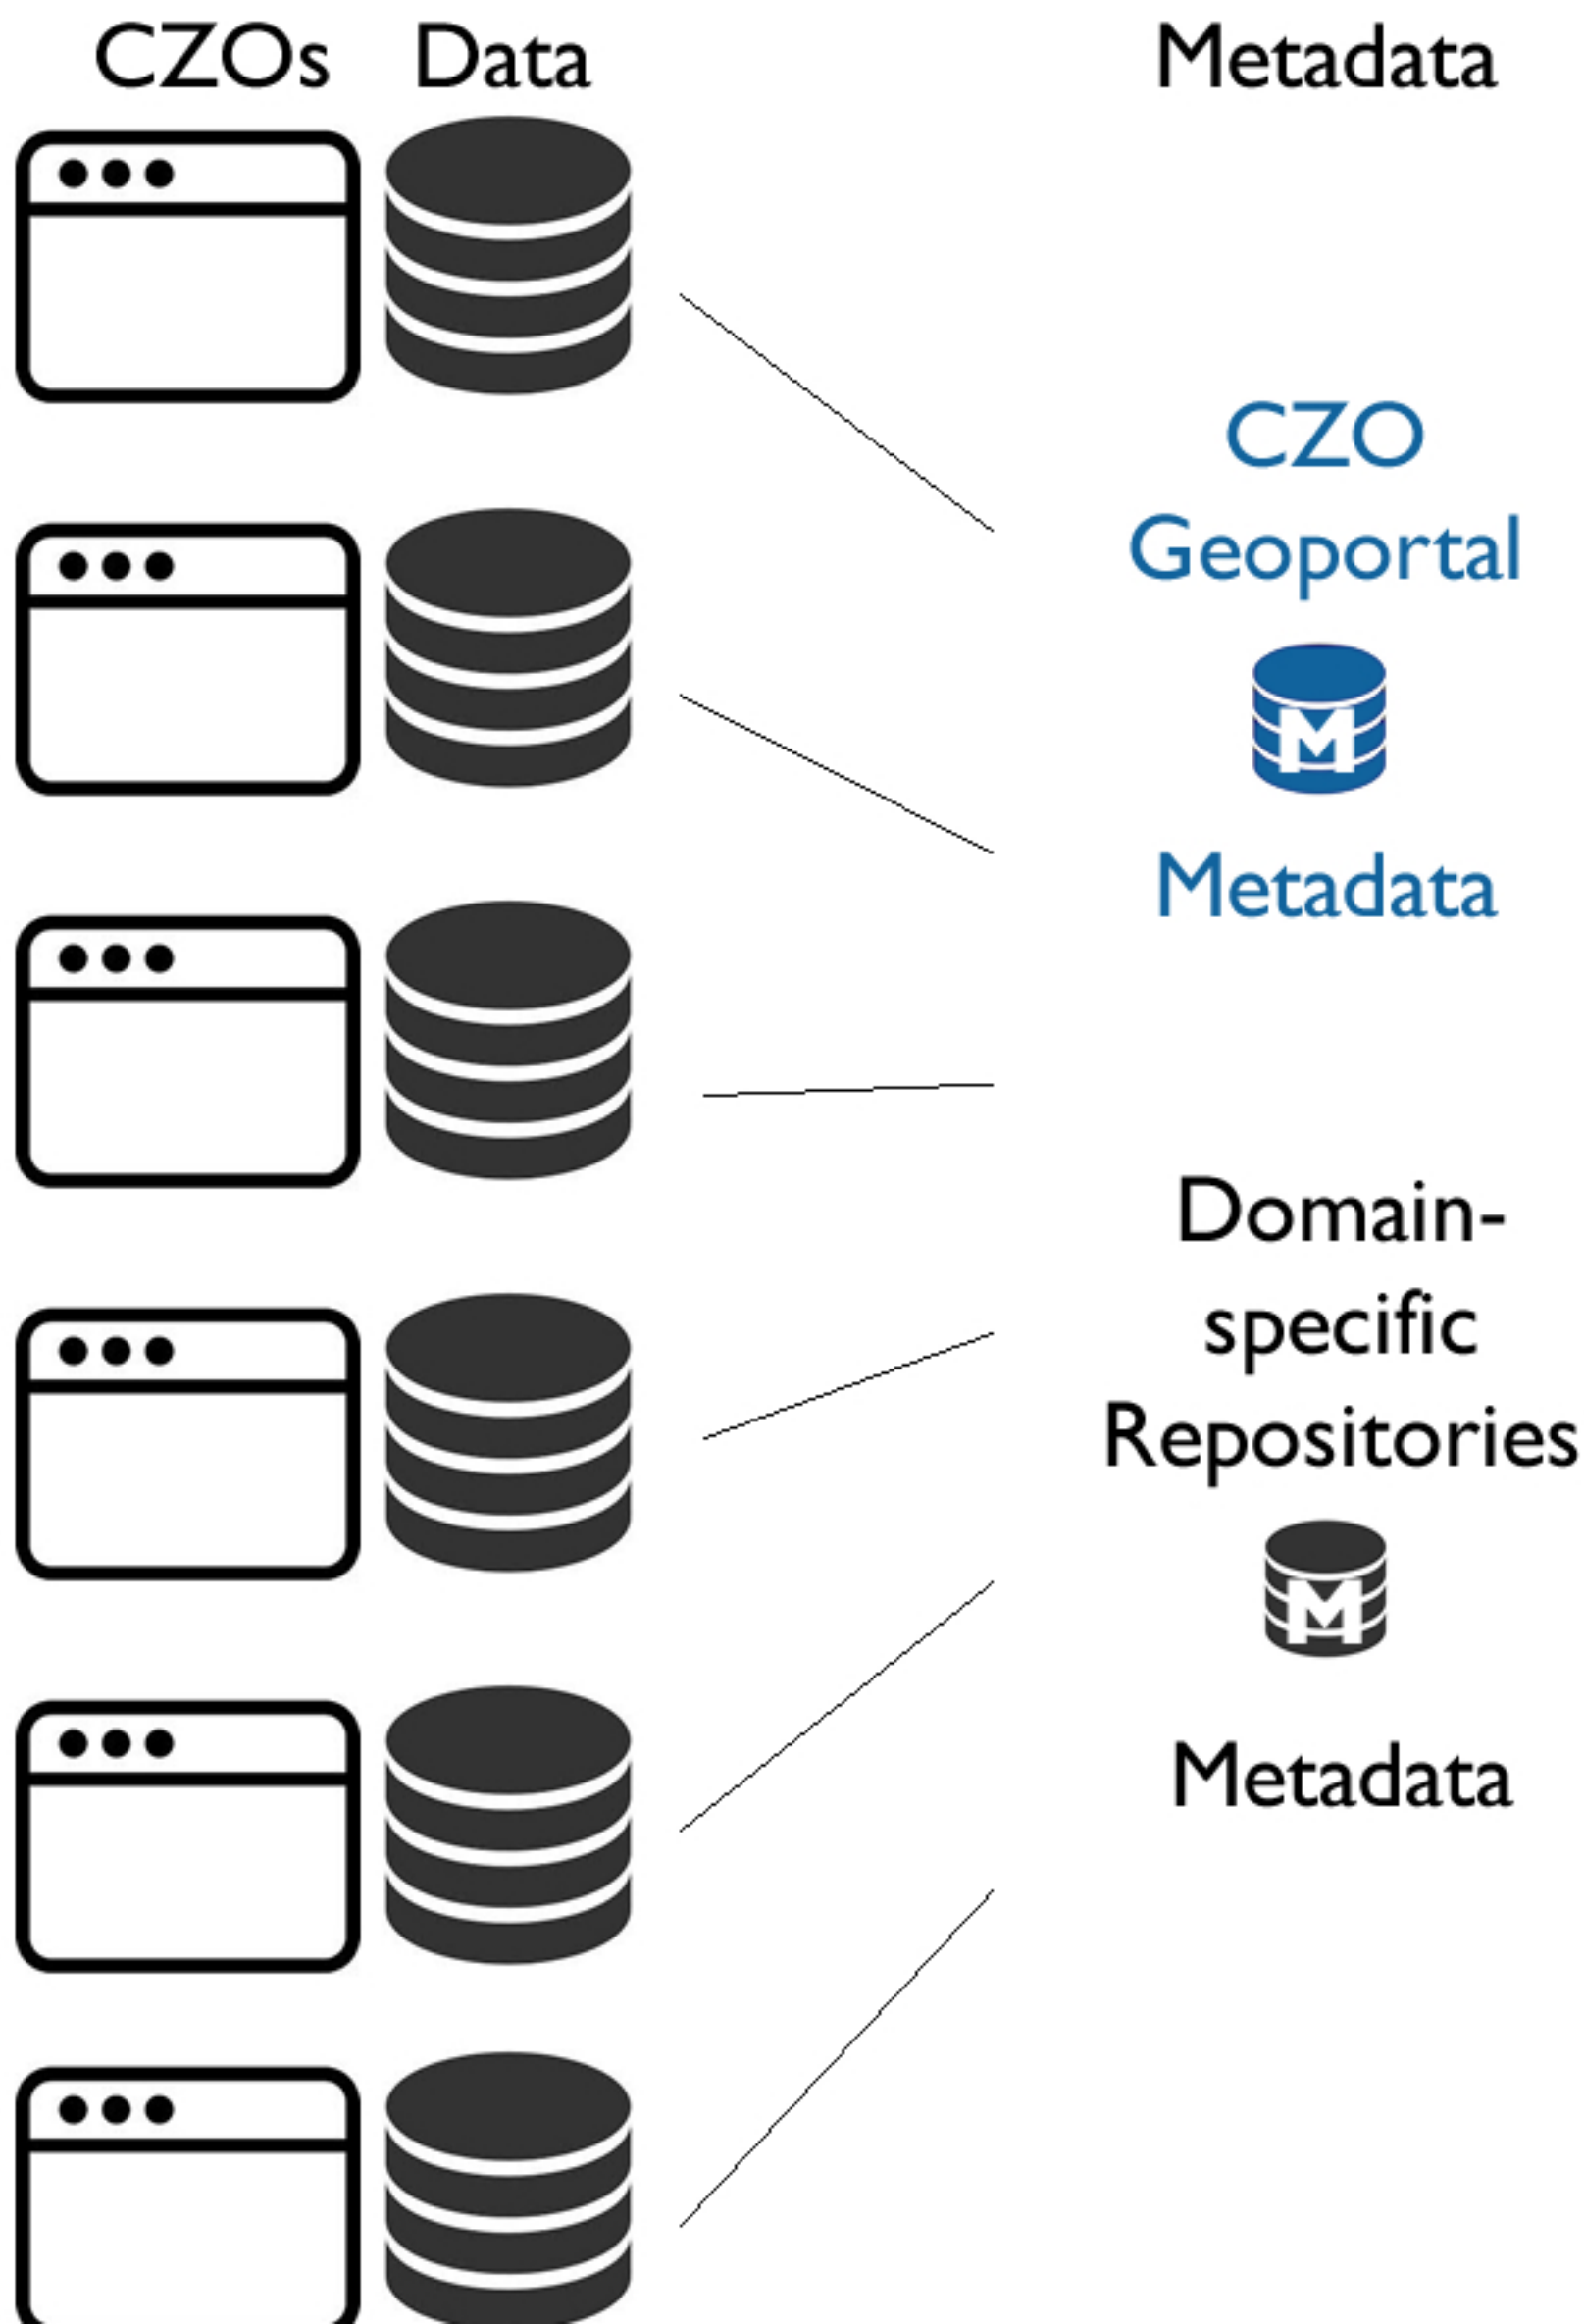 CZOs Data Metadata
CZO
Geoportal
M
Metadata
Domain-
specific
Repositories
M
Metadata